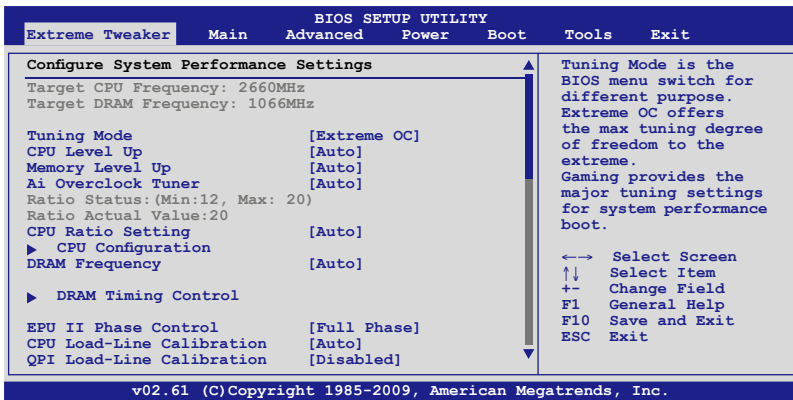 BIOS SETUP UTILITY
Extreme Tweaker Main Advanced Power Boot Tools Exit
Configure System Performance Settings
Target CPU Frequency: 2660MHz
Target DRAM Frequency: 1066MHz
Tuning Mode [Extreme OC]
CPU Level Up [Auto]
Memory Level Up [Auto]
Ai Overclock Tuner [Auto]
Ratio Status:(Min:12, Max: 20)
Ratio Actual Value:20
CPU Ratio Setting [Auto]
▶ CPU Configuration
DRAM Frequency [Auto]
▶ DRAM Timing Control
EPU II Phase Control [Full Phase]
CPU Load-Line Calibration [Auto]
QPI Load-Line Calibration [Disabled]
Tuning Mode is the
BIOS menu switch for
different purpose.
Extreme OC offers
the max tuning degree
of freedom to the
extreme.
Gaming provides the
major tuning settings
for system performance
boot.
←→ Select Screen
↑↓ Select Item
+- Change Field
F1 General Help
F10 Save and Exit
ESC Exit
v02.61 (C)Copyright 1985-2009, American Megatrends, Inc.